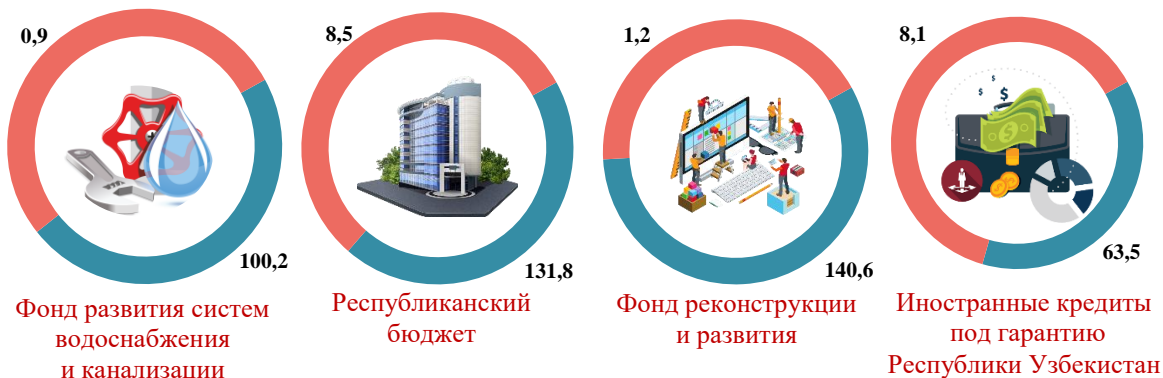 0,9
100,2
Фонд развития систем
водоснабжения
и канализации
8,5
131,8
Республиканский
бюджет
1,2
140,6
Фонд реконструкции
и развития
8,1
$
$
$
63,5
Иностранные кредиты
под гарантию
Республики Узбекистан